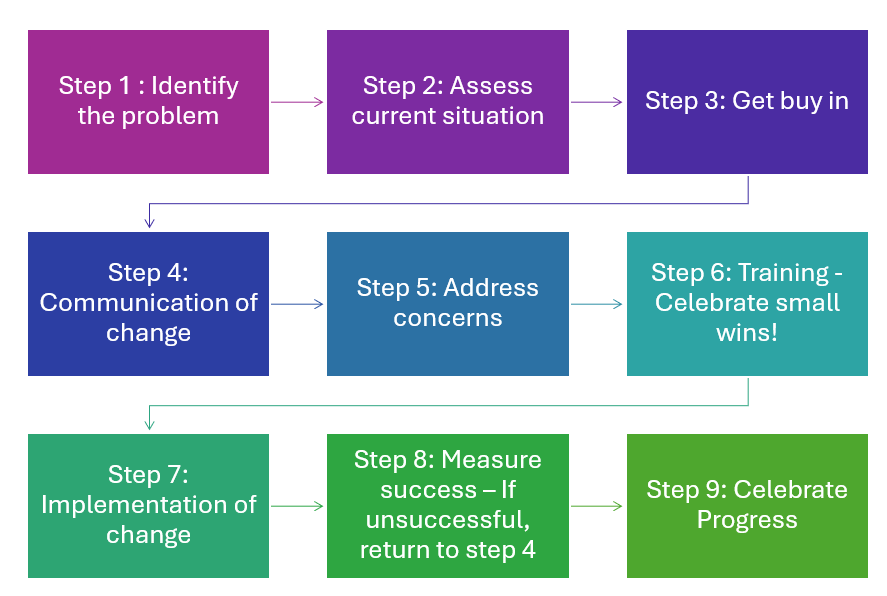 Step 1 : Identify
the problem
Step 2: Assess
current situation
Step 3: Get buy in
Step 4:
Communication of
change
Step 5: Address
concerns
Step 6: Training -
Celebrate small
wins!
Step 7:
Implementation of
change
Step 8: Measure
success – If
unsuccessful,
return to step 4
Step 9: Celebrate
Progress